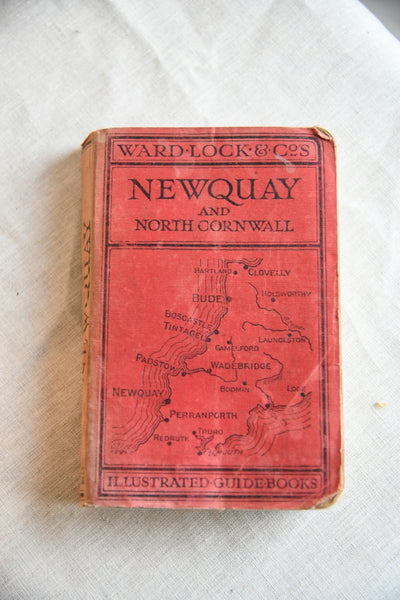 WARD·LOCK·&·Co's
NEWQUAY
AND
NORTH CORNWALL
HARTLAND
CLOVELLY
HOLSWORTHY
BUDE
BOSCASTLE
TINTAGEL
LAUNCESTON
CAMELFORD
PADSTOW
WADEBRIDGE
BODMIN
LOOE
NEWQUAY
PERRANPORTH
TRURO
REDRUTH
ILLUSTRATED·GUIDE·BOOKS
NEWQUAY